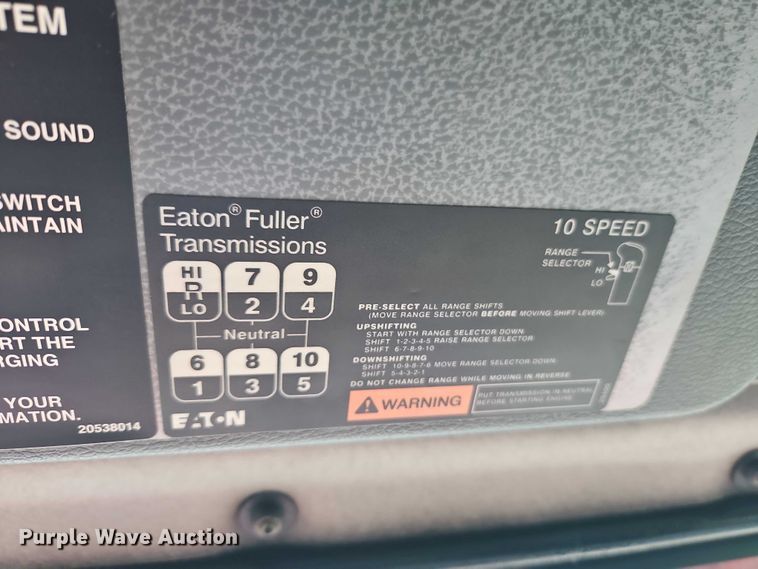 TEM
SOUND
SWITCH
AINTAIN
CONTROL
RT THE
RGING
YOUR
MATION.
20538014
Eaton® Fuller®
Transmissions
10 SPEED
HI
R
LO
7
2
9
4
Neutral
6
1
8
3
10
5
EATON
RANGE
SELECTOR
HI
LO
PRE-SELECT ALL RANGE SHIFTS
(MOVE RANGE SELECTOR BEFORE MOVING SHIFT LEVER)
UPSHIFTING
START WITH RANGE SELECTOR DOWN.
SHIFT 1-2-3-4-5 RAISE RANGE SELECTOR
SHIFT 6-7-8-9-10
DOWNSHIFTING
SHIFT 10-9-8-7-6 MOVE RANGE SELECTOR DOWN.
SHIFT 5-4-3-2-1
DO NOT CHANGE RANGE WHILE MOVING IN REVERSE
WARNING
PUT TRANSMISSION IN NEUTRAL
BEFORE STARTING ENGINE
Purple Wave Auction